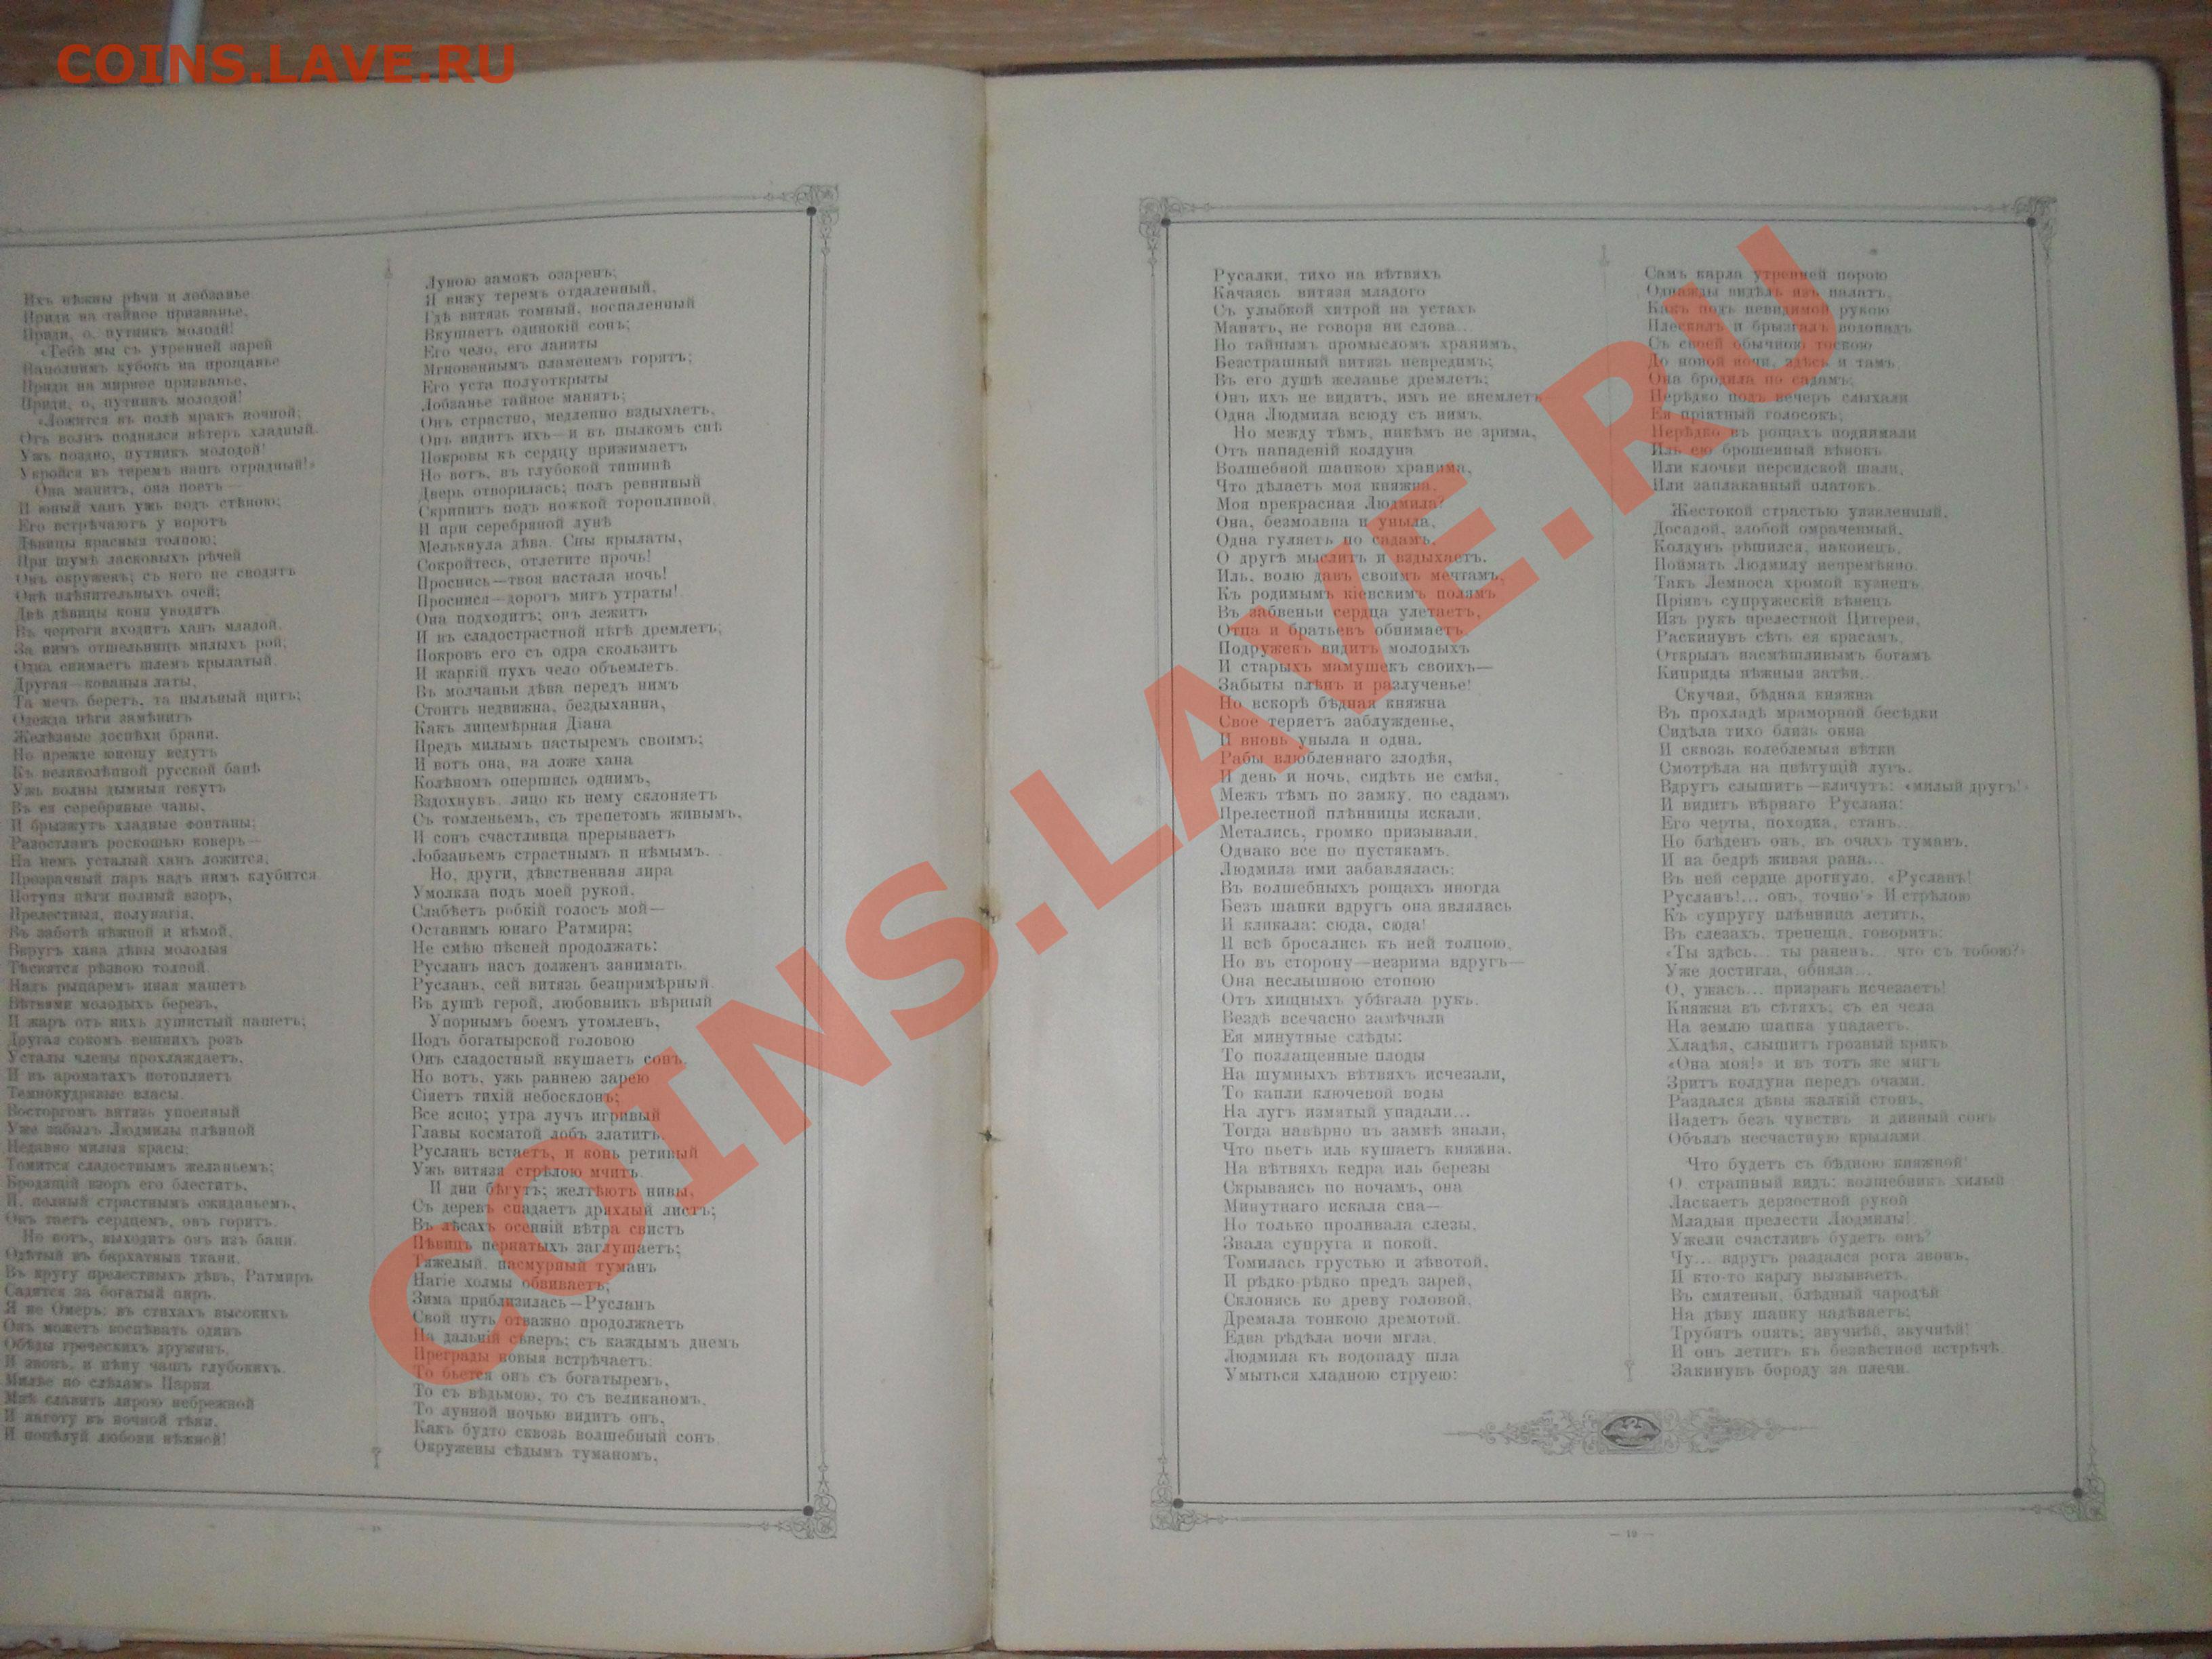 COINS.LAVE.RU
Ихъ нѣжны рѣчи и лобзанье.
Приди на тайное призванье,
Приди, о, путникъ молодй!
«Тебѣ мы съ утренней зарей
Наполнимъ кубокъ на прощанье
Приди на мирное призванье,
Приди, о, путникъ молодой!
«Ложится въ полѣ мракъ ночной;
Отъ волнъ поднялся вѣтеръ хладный.
Ужъ поздно, путникъ молодой!
Укройся въ теремъ нашъ отрадный!»
Она манитъ, она поетъ—
И юный ханъ ужъ подъ стѣною;
Его встрѣчаютъ у воротъ
Дѣвицы красныя толпою;
При шумѣ ласковыхъ рѣчей
Онъ окруженъ; съ него не сводятъ
Онѣ плѣнительныхъ очей;
Двѣ дѣвицы коня уводятъ.
Въ чертоги входитъ ханъ младой.
За нимъ отшельницъ милыхъ рой;
Одна снимаетъ шлемъ крылатый.
Другая—кованыя латы,
Та мечъ беретъ, та пыльный щитъ;
Одежда нѣги замѣнитъ
Желѣзные доспѣхи брани.
Но прежде юношу ведутъ
Къ великолѣпной русской банѣ
Ужъ волны дымныя текутъ
Въ ея серебряные чаны,
И брызжутъ хладные фонтаны;
Разостланъ роскошью коверъ—
На немъ усталый ханъ ложится;
Прозрачный паръ надъ нимъ клубится
Потупя нѣги полный взоръ,
Прелестныя, полунагія,
Въ заботѣ нѣжной и нѣмой,
Вкругъ хана дѣвы молодыя
Тѣснятся рѣзвою толпой.
Надъ рыцаремъ иная машетъ
Вѣтвями молодыхъ березъ,
И жаръ отъ нихъ душистый пашетъ;
Другая сокомъ вешнихъ розъ
Усталы члены прохлаждаетъ,
И въ ароматахъ потопляетъ
Темнокудрявые власы.
Восторгомъ витязь упоенный
Уже забылъ Людмилы плѣнной
Недавно милыя красы;
Томится сладостнымъ желаньемъ;
Бродящій взоръ его блеститъ,
И, полный страстнымъ ожиданьемъ,
Онъ таетъ сердцемъ, онъ горитъ.
Но вотъ, выходитъ онъ изъ бани.
Одѣтый въ бархатныя ткани,
Въ кругу прелестныхъ дѣвъ, Ратмиръ
Садится за богатый пиръ.
Я не Омеръ: въ стихахъ высокихъ
Онъ можетъ воспѣвать одинъ
Обѣды греческихъ дружинъ,
И звонъ, и пѣну чашъ глубокихъ.
Милѣе по слѣдамъ Парни
Мнѣ славить лирою небрежной
И наготу въ ночной тѣни,
И поцѣлуй любови нѣжной!
Луною замокъ озаренъ;
Я вижу теремъ отдаленный,
Гдѣ витязь томный, воспаленный
Вкушаетъ одинокій сонъ;
Его чело, его ланиты
Мгновеннымъ пламенемъ горятъ;
Его уста полуоткрыты
Лобзанье тайное манятъ;
Онъ страстно, медленно вздыхаетъ,
Онъ видитъ ихъ—и въ пылкомъ снѣ
Покровы къ сердцу прижимаетъ
Но вотъ, въ глубокой тишинѣ
Дверь отворилась; полъ ревнивый
Скрипитъ подъ ножкой торопливой,
И при серебряной лунѣ
Мелькнула дѣва. Сны крылаты,
Сокройтесь, отлетите прочь!
Проснись—твоя настала ночь!
Проснися—дорогъ мигъ утраты!
Она подходитъ; онъ лежитъ
И въ сладострастной нѣгѣ дремлетъ;
Покровъ его съ одра скользитъ
И жаркій пухъ чело объемлетъ.
Въ молчаньи дѣва передъ нимъ
Стоитъ недвижна, бездыханна,
Какъ лицемѣрная Діана
Предъ милымъ пастыремъ своимъ;
И вотъ она, на ложе хана
Колѣномъ опершись однимъ,
Вздохнувъ, лицо къ нему склоняетъ
Съ томленьемъ, съ трепетомъ живымъ,
И сонъ счастливца прерываетъ
Лобзаньемъ страстнымъ и нѣмымъ.
Но, други, дѣвственная лира
Умолкла подъ моей рукой,
Слабѣетъ робкій голосъ мой—
Оставимъ юнаго Ратмира;
Не смѣю пѣсней продолжать:
Русланъ насъ долженъ занимать.
Русланъ, сей витязь безпримѣрный.
Въ душѣ герой, любовникъ вѣрный
Упорнымъ боемъ утомленъ,
Подъ богатырской головою
Онъ сладостный вкушаетъ сонъ.
Но вотъ, ужъ раннею зарею
Сіяетъ тихій небосклонъ;
Все ясно; утра лучъ игривый
Главы косматой лобъ златитъ.
Русланъ встаетъ, и конь ретивый
Ужъ витязя стрѣлою мчитъ.
И дни бѣгутъ; желтѣютъ нивы,
Съ деревъ спадаетъ дряхлый листъ;
Въ лѣсахъ осенній вѣтра свистъ
Пѣвицъ пернатыхъ заглушаетъ;
Тяжелый, пасмурный туманъ
Нагіе холмы обвиваетъ;
Зима приблизилась—Русланъ
Свой путь отважно продолжаетъ
На дальній сѣверъ; съ каждымъ днемъ
Преграды новыя встрѣчаетъ:
То бьется онъ съ богатыремъ,
То съ вѣдьмою, то съ великаномъ,
То лунной ночью видитъ онъ,
Какъ будто сквозь волшебный сонъ
Окружены сѣдымъ туманомъ,
Русалки, тихо на вѣтвяхъ
Качаясь, витязя младого
Съ улыбкой хитрой на устахъ
Манятъ, не говоря ни слова...
Но тайнымъ промысломъ хранимъ,
Безстрашный витязь невредимъ;
Въ его душѣ желанье дремлетъ;
Онъ ихъ не видитъ, имъ не внемлетъ
Одна Людмила всюду съ нимъ.
Но между тѣмъ, никѣмъ не зрима,
Отъ нападеній колдуна
Волшебной шапкою хранима,
Что дѣлаетъ моя княжна,
Моя прекрасная Людмила?
Она, безмолвна и уныла,
Одна гуляетъ по садамъ,
О другѣ мыслитъ и вздыхаетъ.
Иль, волю давъ своимъ мечтамъ,
Къ родимымъ кіевскимъ полямъ
Въ забвеньи сердца улетаетъ,
Отца и братьевъ обнимаетъ.
Подружекъ видитъ молодыхъ
И старыхъ мамушекъ своихъ—
Забыты плѣнъ и разлученье!
Но вскорѣ бѣдная княжна
Свое теряетъ заблужденье,
И вновь уныла и одна.
Рабы влюбленнаго злодѣя,
И день и ночь, сидѣть не смѣя,
Межъ тѣмъ по замку, по садамъ
Прелестной плѣнницы искали,
Метались, громко призывали,
Однако все по пустякамъ.
Людмила ими забавлялась:
Въ волшебныхъ рощахъ иногда
Безъ шапки вдругъ она являлась
И кликала: сюда, сюда!
И всѣ бросались къ ней толпою,
Но въ сторону—незрима вдругъ—
Она неслышною стопою
Отъ хищныхъ убѣгала рукъ.
Вездѣ всечасно замѣчали
Ея минутные слѣды:
То позлащенные плоды
На шумныхъ вѣтвяхъ исчезали,
То капли ключевой воды
На лугъ измятый упадали...
Тогда навѣрно въ замкѣ знали,
Что пьетъ иль кушаетъ княжна.
На вѣтвяхъ кедра иль березы
Скрываясь по ночамъ, она
Минутнаго искала сна—
Но только проливала слезы,
Звала супруга и покой,
Томилась грустью и зѣвотой,
И рѣдко-рѣдко предъ зарей,
Склонясь ко древу головой,
Дремала тонкою дремотой.
Едва рѣдѣла ночи мгла,
Людмила къ водопаду шла
Умыться хладною струею:
Самъ карла утренней порою
Однажды видѣлъ изъ палатъ,
Какъ подъ невидимой рукою
Плескалъ и брызгалъ водопадъ.
Съ своей обычною тоскою
До новой ночи, здѣсь и тамъ.
Она бродила по садамъ;
Нерѣдко подъ вечеръ слыхали
Ея пріятный голосокъ;
Нерѣдко въ рощахъ поднимали
Иль ею брошенный вѣнокъ
Или клочки персидской шали,
Или заплаканный платокъ.
Жестокой страстью уязвленный,
Досадой, злобой омраченный,
Колдунъ рѣшился, наконецъ,
Поймать Людмилу непремѣнно.
Такъ Лемноса хромой кузнецъ,
Пріявъ супружескій вѣнецъ
Изъ рукъ прелестной Цитереи,
Раскинувъ сѣть ея красамъ,
Открылъ насмѣшливымъ богамъ
Киприды нѣжныя затѣи.
Скучая, бѣдная княжна
Въ прохладѣ мраморной бесѣдки
Сидѣла тихо близь окна
И сквозь колеблемыя вѣтки
Смотрѣла на цвѣтущій лугъ.
Вдругъ слышитъ—кличутъ: «милый другъ!»
И видитъ вѣрнаго Руслана:
Его черты, походка, станъ..
Но блѣденъ онъ, въ очахъ туманъ,
И на бедрѣ живая рана...
Въ ней сердце дрогнуло. «Русланъ!
Русланъ!... онъ, точно!» И стрѣлою
Къ супругу плѣнница летитъ,
Въ слезахъ, трепеща, говоритъ:
«Ты здѣсь... ты раненъ... что съ тобою?»
Уже достигла, обняла...
О, ужасъ... призракъ исчезаетъ!
Княжна въ сѣтяхъ; съ ея чела
На землю шапка упадаетъ.
Хладѣя, слышитъ грозный крикъ
«Она моя!» и въ тотъ же мигъ
Зритъ колдуна передъ очами.
Раздался дѣвы жалкій стонъ,
Падетъ безъ чувствъ и дивный сонъ
Объялъ несчастную крылами.
Что будетъ съ бѣдною княжной!
О, страшный видъ: волшебникъ хилый
Ласкаетъ дерзостной рукой
Младыя прелести Людмилы!
Ужели счастливъ будетъ онъ?
Чу... вдругъ раздался рога звонъ,
И кто-то карлу вызываетъ.
Въ смятеньи, блѣдный чародѣй
На дѣву шапку надѣваетъ;
Трубятъ опять; звучнѣй, звучнѣй!
И онъ летитъ къ безвѣстной встрѣчѣ,
Закинувъ бороду за плечи.
— 19 —
COINS.LAVE.RU